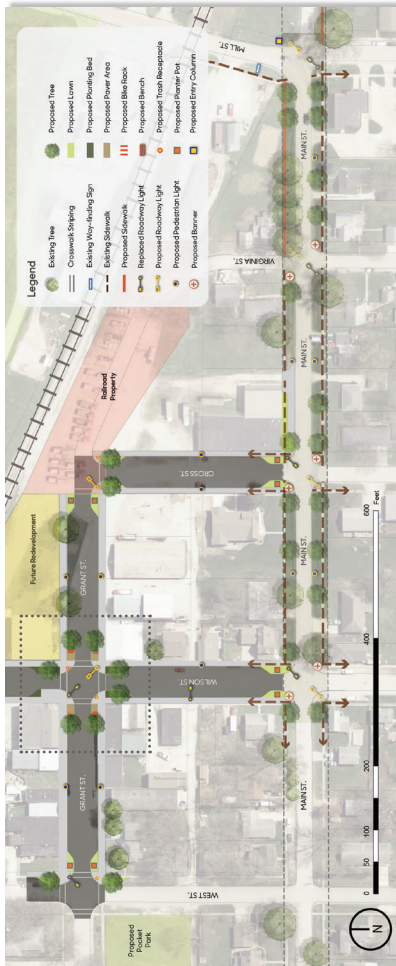 Legend
Existing Tree
Crosswalk Striping
Existing Way-finding Sign
Existing Sidewalk
Proposed Sidewalk
Replaced Roadway Light
Proposed Roadway Light
Proposed Pedestrian Light
Proposed Banner
Proposed Tree
Proposed Lawn
Proposed Planting Bed
Proposed Paver Area
Proposed Bike Rack
Proposed Bench
Proposed Trash Receptacle
Proposed Planter Pot
Proposed Entry Column
Future Redevelopment
Railroad
Property
GRANT ST.
GRANT ST.
Proposed
Pocket
Park
WEST ST.
WILSON ST.
CROSS ST.
VIRGINIA ST.
MILL ST.
MAIN ST.
MAIN ST.
MAIN ST.
MAIN ST.
MAIN ST.
N
0
50
100
150
200
400
600
Feet